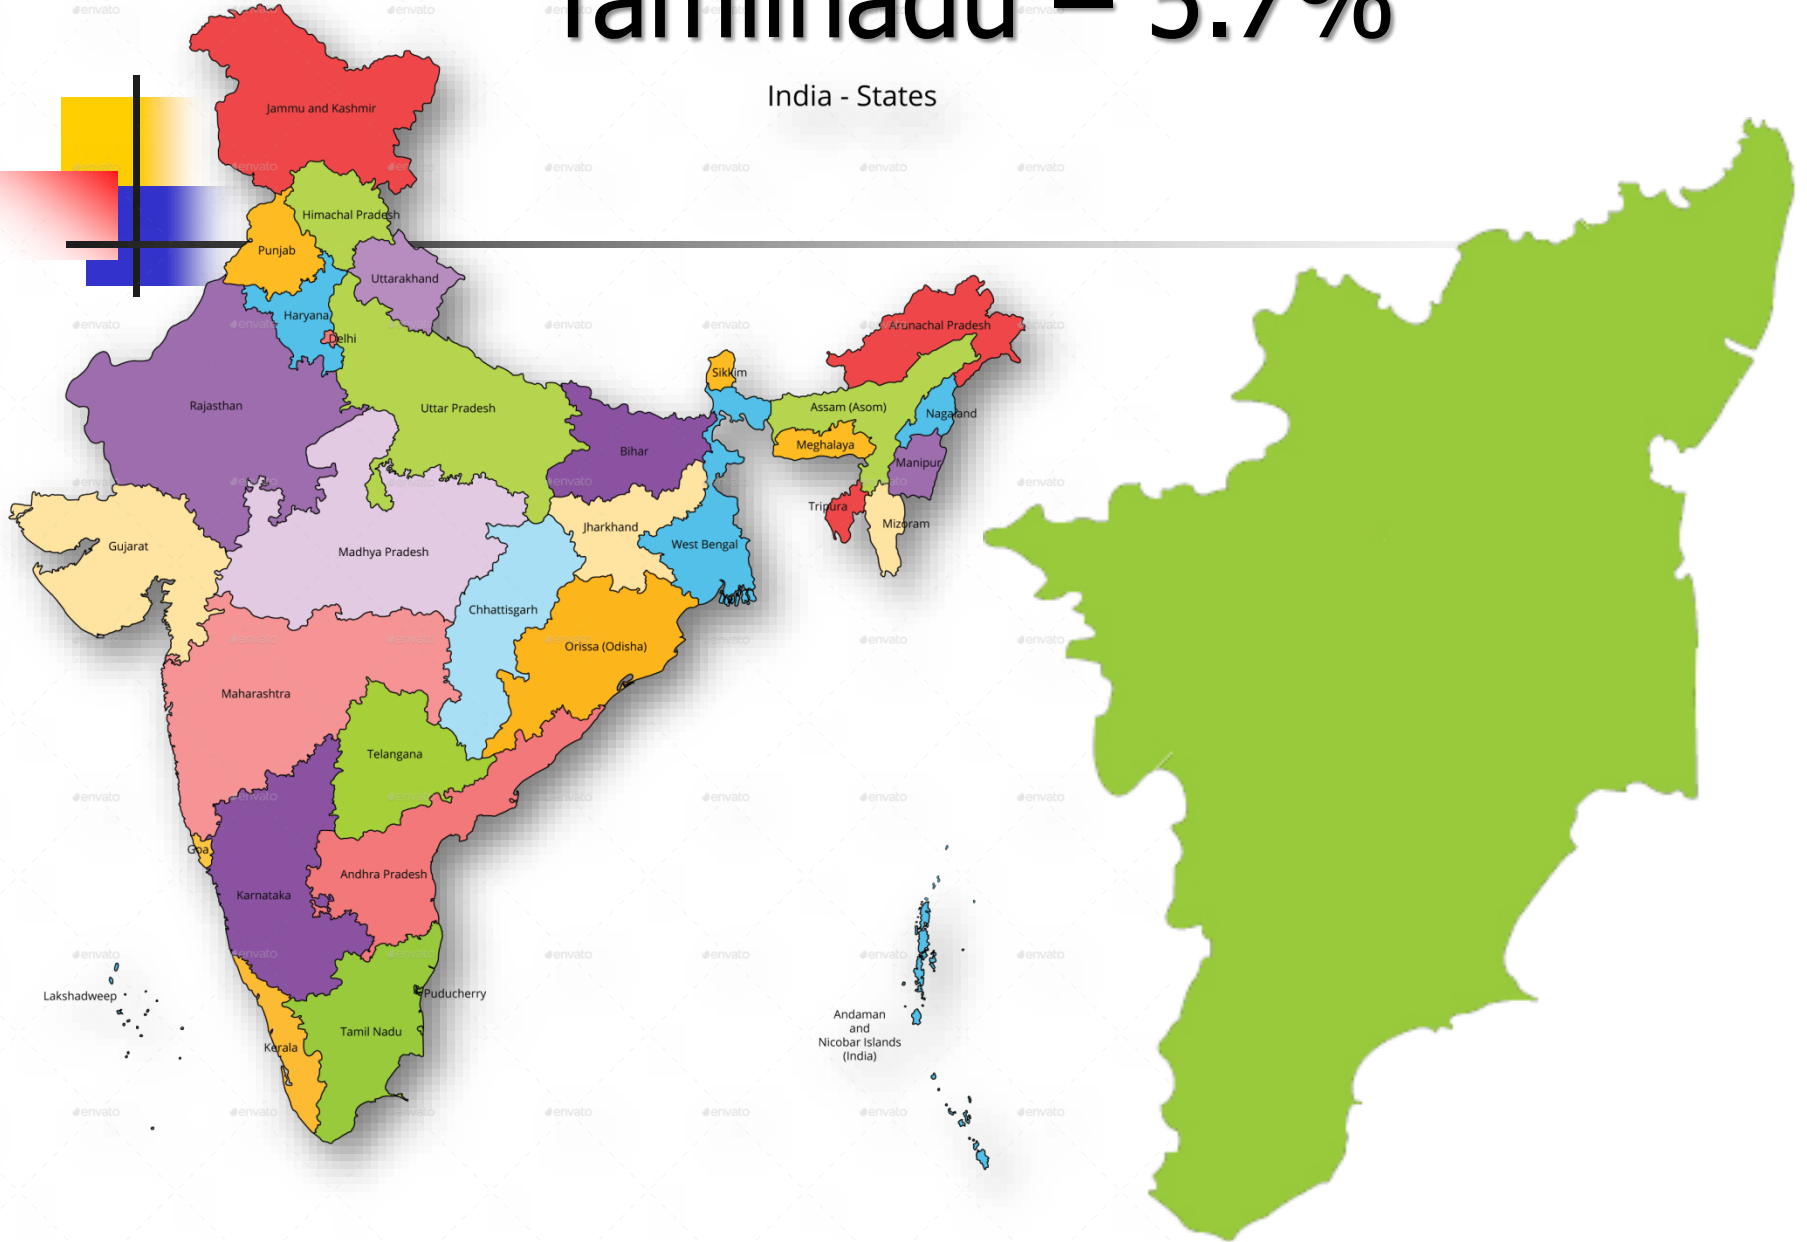 Tamilnadu – 5.7%
India - States
Jammu and Kashmir
Himachal Pradesh
Punjab
Uttarakhand
Haryana
Delhi
Arunachal Pradesh
Sikkim
Rajasthan
Uttar Pradesh
Assam (Asom)
Nagaland
Bihar
Meghalaya
Manipur
Tripura
Mizoram
Jharkhand
Gujarat
Madhya Pradesh
West Bengal
Chhattisgarh
Orissa (Odisha)
Maharashtra
Telangana
Goa
Andhra Pradesh
Karnataka
Lakshadweep
Puducherry
Tamil Nadu
Kerala
Andaman
and
Nicobar Islands
(India)
envato